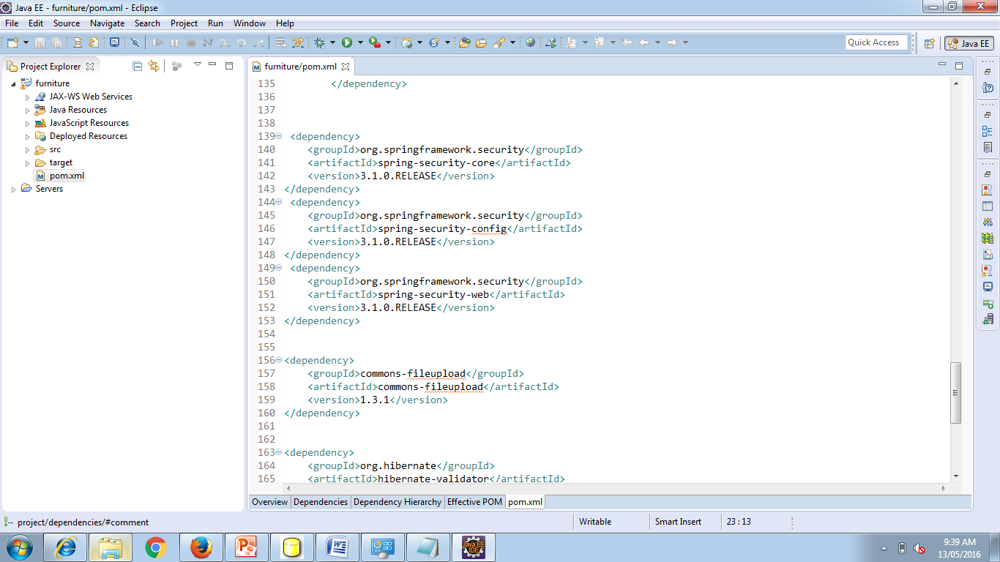 Java EE - furniture/pom.xml - Eclipse
File Edit Source Navigate Search Project Run Window Help
Quick Access
Java EE
Project Explorer
furniture
JAX-WS Web Services
Java Resources
JavaScript Resources
Deployed Resources
src
target
pom.xml
Servers
furniture/pom.xml
135 </dependency>
136
137
138
139 <dependency>
140 <groupId>org.springframework.security</groupId>
141 <artifactId>spring-security-core</artifactId>
142 <version>3.1.0.RELEASE</version>
143 </dependency>
144 <dependency>
145 <groupId>org.springframework.security</groupId>
146 <artifactId>spring-security-config</artifactId>
147 <version>3.1.0.RELEASE</version>
148 </dependency>
149 <dependency>
150 <groupId>org.springframework.security</groupId>
151 <artifactId>spring-security-web</artifactId>
152 <version>3.1.0.RELEASE</version>
153 </dependency>
154
155
156 <dependency>
157 <groupId>commons-fileupload</groupId>
158 <artifactId>commons-fileupload</artifactId>
159 <version>1.3.1</version>
160 </dependency>
161
162
163 <dependency>
164 <groupId>org.hibernate</groupId>
165 <artifactId>hibernate-validator</artifactId>
Overview Dependencies Dependency Hierarchy Effective POM pom.xml
project/dependencies/#comment
Writable
Smart Insert
23 : 13
Java EE
IDE
9:39 AM
13/05/2016